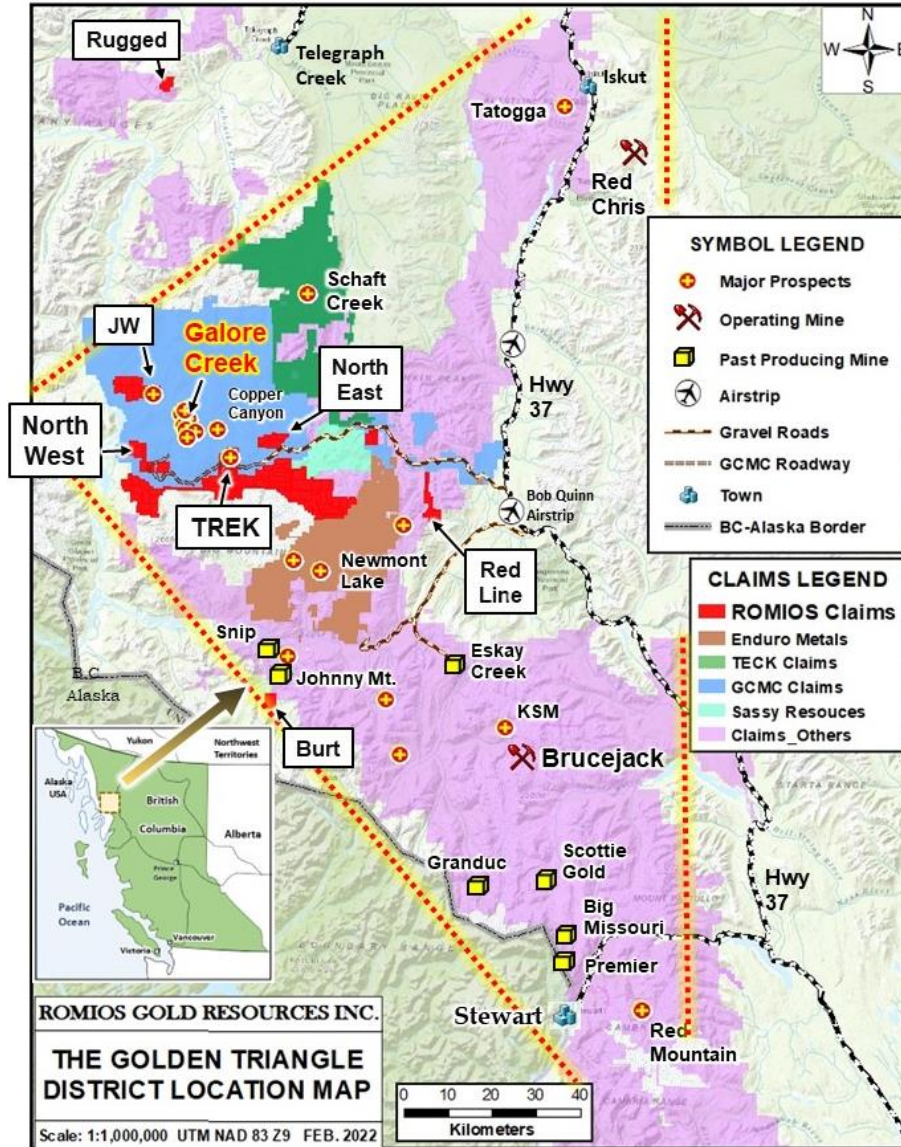 Rugged
Telegraph
Creek
N
W
E
S
Iskut
Tatogga
Red
Chris
SYMBOL LEGEND
Major Prospects
Operating Mine
Past Producing Mine
Airstrip
Gravel Roads
GCMC Roadway
Town
BC-Alaska Border
Schaft
Creek
JW
Galore
Creek
Copper
Canyon
North
East
Hwy
37
North
West
TREK
Bob Quinn
Airstrip
Newmont
Lake
Red
Line
CLAIMS LEGEND
ROMIOS Claims
Enduro Metals
TECK Claims
GCMC Claims
Sassy Resouces
Claims_Others
Snip
Johnny Mt.
Eskay
Creek
B.C.
Alaska
Burt
KSM
Brucejack
Yukon
Northwest
Territories
Alaska
USA
British
Columbia
Alberta
Prince
George
Pacific
Ocean
Vancouver
Victoria
Granduc
Scottie
Gold
Hwy
37
Big
Missouri
Premier
Stewart
Red
Mountain
ROMIOS GOLD RESOURCES INC.
THE GOLDEN TRIANGLE
DISTRICT LOCATION MAP
Scale: 1:1,000,000 UTM NAD 83 Z9 FEB. 2022
0 10 20 30 40
Kilometers